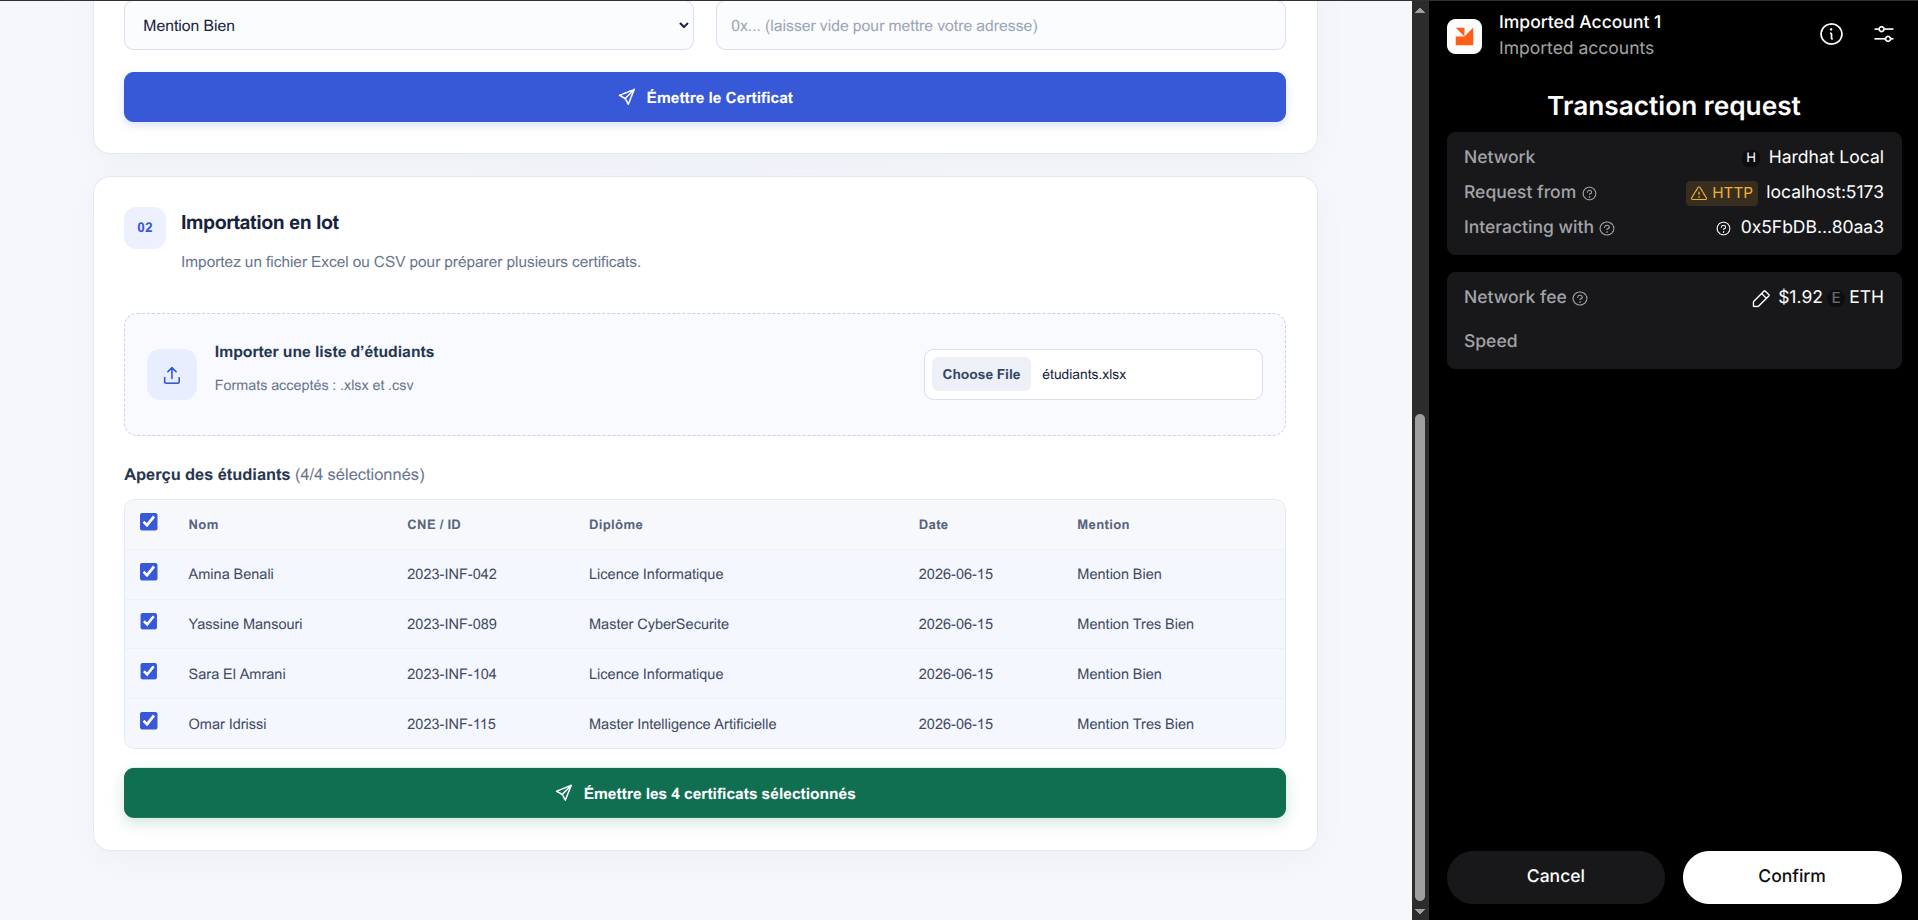 Mention Bien
0x... (laisser vide pour mettre votre adresse)
Émettre le Certificat
02
Importation en lot
Importez un fichier Excel ou CSV pour préparer plusieurs certificats.
Importer une liste d’étudiants
Formats acceptés : .xlsx et .csv
Choose File étudiants.xlsx
Aperçu des étudiants (4/4 sélectionnés)
Nom CNE / ID Diplôme Date Mention
Amina Benali 2023-INF-042 Licence Informatique 2026-06-15 Mention Bien
Yassine Mansouri 2023-INF-089 Master CyberSecurite 2026-06-15 Mention Tres Bien
Sara El Amrani 2023-INF-104 Licence Informatique 2026-06-15 Mention Bien
Omar Idrissi 2023-INF-115 Master Intelligence Artificielle 2026-06-15 Mention Tres Bien
Émettre les 4 certificats sélectionnés
Imported Account 1
Imported accounts
Transaction request
Network H Hardhat Local
Request from HTTP localhost:5173
Interacting with 0x5FbDB...80aa3
Network fee $1.92 E ETH
Speed
Cancel
Confirm